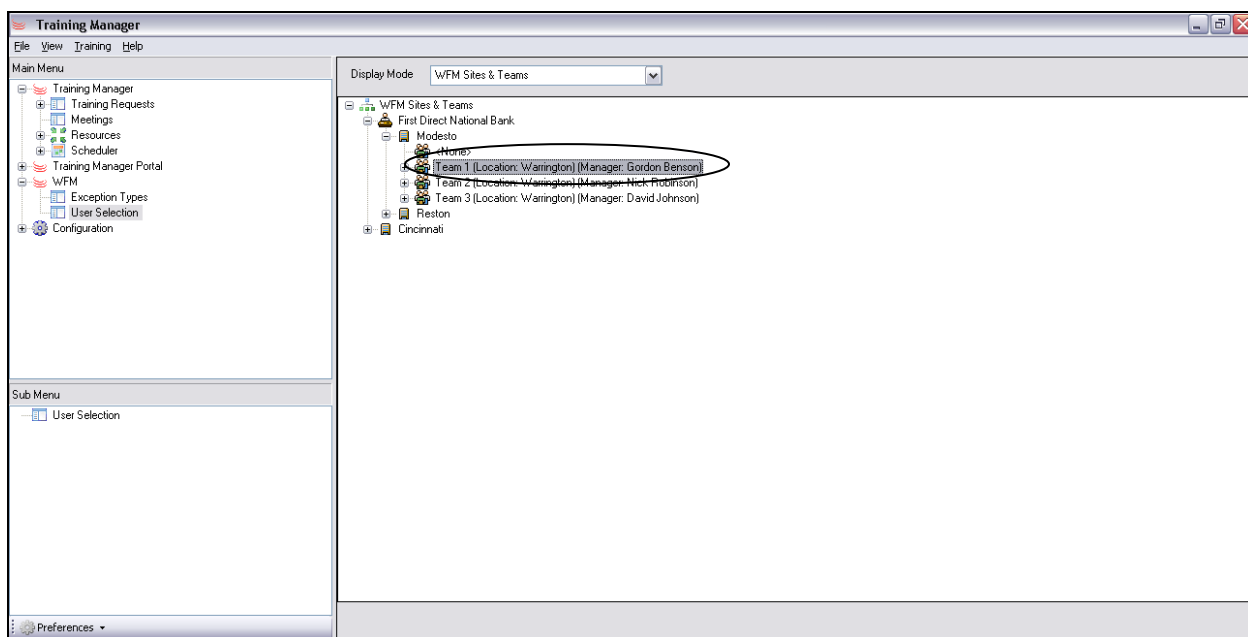 Training Manager
File View Training Help
Main Menu
Training Manager
Training Requests
Meetings
Resources
Scheduler
Training Manager Portal
WFM
Exception Types
User Selection
Configuration
Sub Menu
User Selection
Preferences
Display Mode WFM Sites & Teams
WFM Sites & Teams
First Direct National Bank
Modesto
<None>
Team 1 (Location: Warrington) (Manager: Gordon Benson)
Team 2 (Location: Warrington) (Manager: Nick Robinson)
Team 3 (Location: Warrington) (Manager: David Johnson)
Reston
Cincinnati